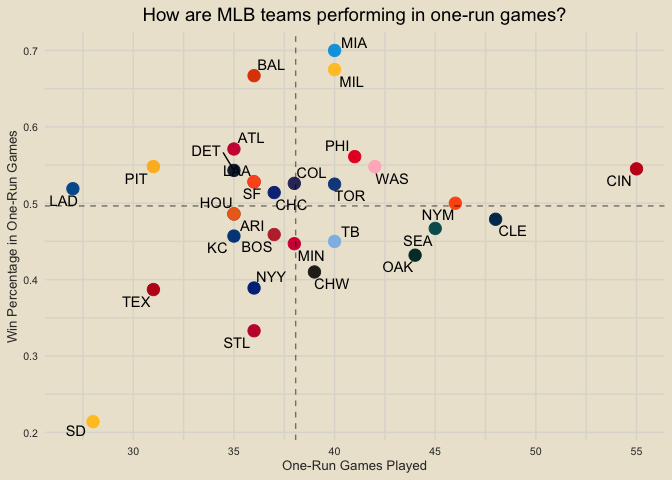 How are MLB teams performing in one-run games?
Win Percentage in One-Run Games
0.7
0.6
0.5
0.4
0.3
0.2
MIA
BAL
MIL
DET
ATL
PHI
PIT
LAA
COL
WAS
CIN
LAD
SF
CHC
TOR
HOU
NYM
ARI
TB
CLE
KC
BOS
MIN
SEA
OAK
NYY
CHW
TEX
STL
SD
30
35
40
45
50
55
One-Run Games Played